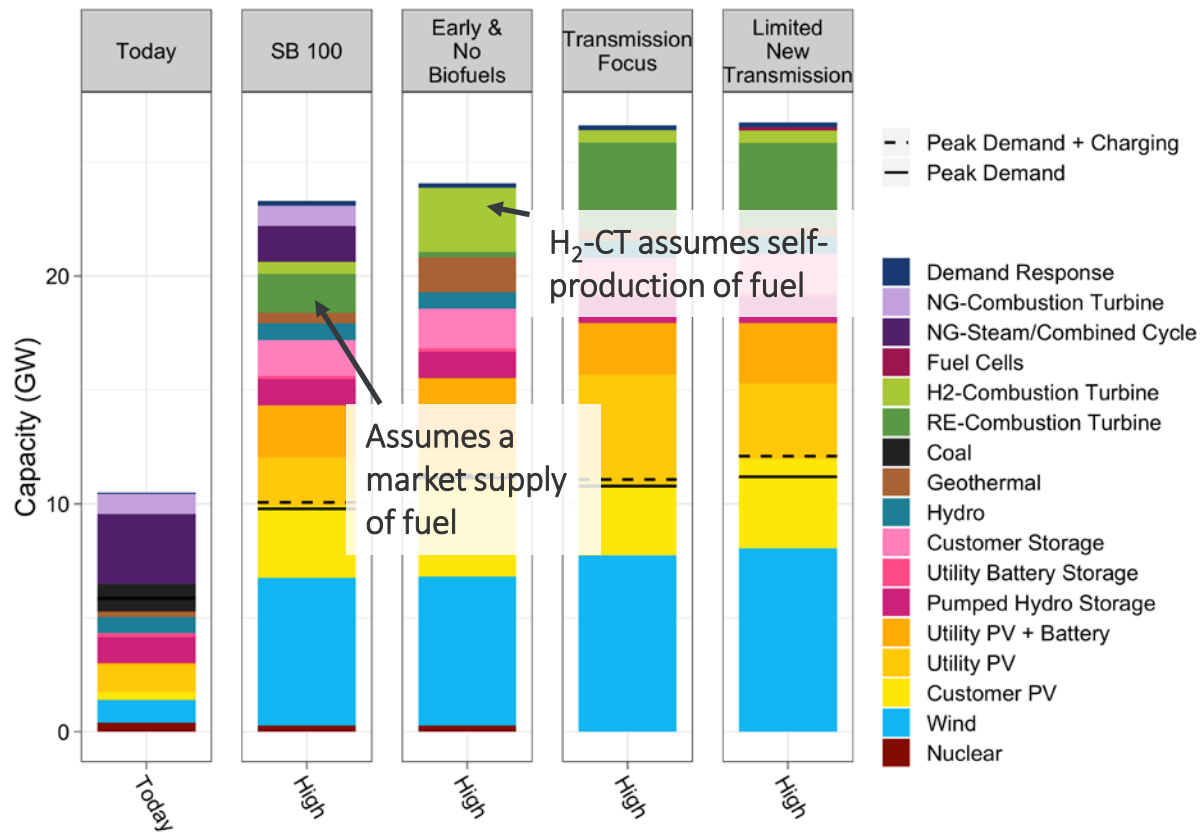 Today
SB 100
Early &
No
Biofuels
Transmission
Focus
Limited
New
Transmission
Capacity (GW)
20
10
0
H2-CT assumes self-
production of fuel
Assumes a
market supply
of fuel
Today
High
High
High
High
Peak Demand + Charging
Peak Demand
Demand Response
NG-Combustion Turbine
NG-Steam/Combined Cycle
Fuel Cells
H2-Combustion Turbine
RE-Combustion Turbine
Coal
Geothermal
Hydro
Customer Storage
Utility Battery Storage
Pumped Hydro Storage
Utility PV + Battery
Utility PV
Customer PV
Wind
Nuclear